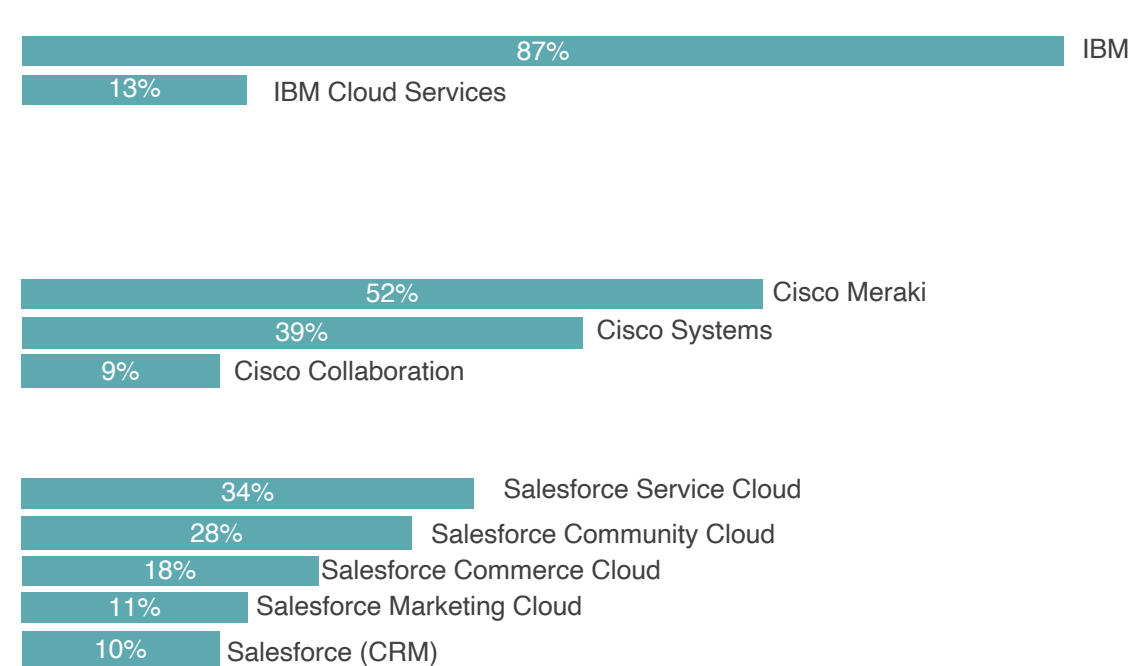 87% IBM
13% IBM Cloud Services
52% Cisco Meraki
39% Cisco Systems
9% Cisco Collaboration
34% Salesforce Service Cloud
28% Salesforce Community Cloud
18% Salesforce Commerce Cloud
11% Salesforce Marketing Cloud
10% Salesforce (CRM)